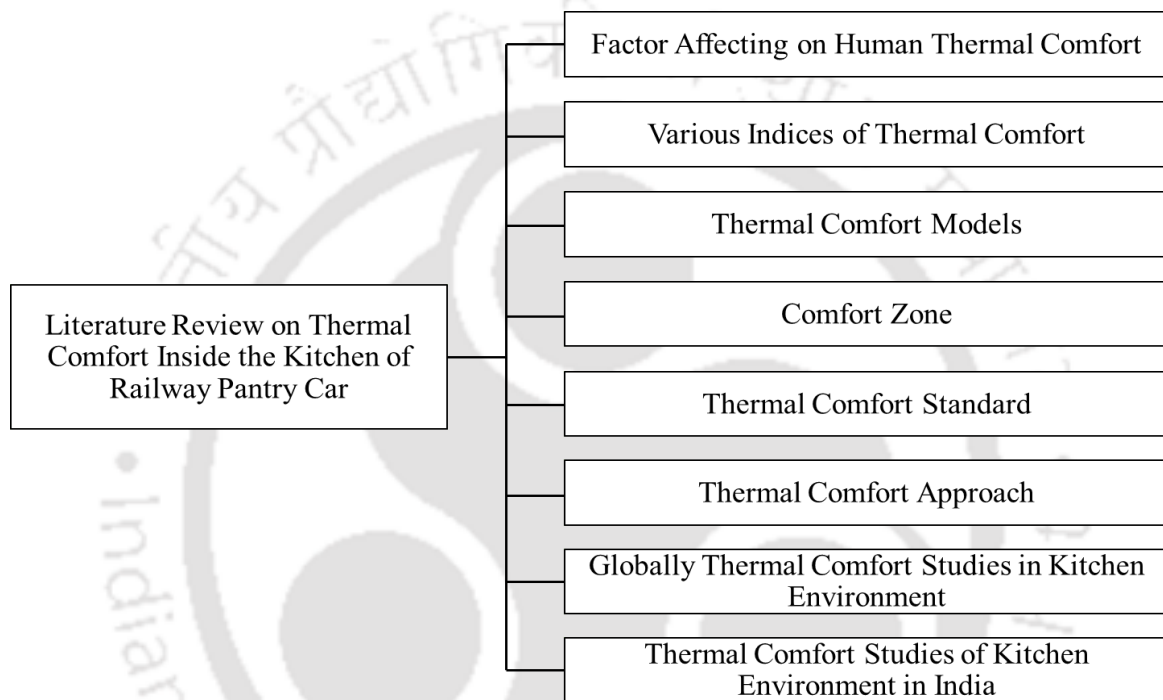 Factor Affecting on Human Thermal Comfort
Various Indices of Thermal Comfort
Thermal Comfort Models
Comfort Zone
Literature Review on Thermal
Comfort Inside the Kitchen of
Railway Pantry Car
Thermal Comfort Standard
Thermal Comfort Approach
Globally Thermal Comfort Studies in Kitchen
Environment
Thermal Comfort Studies of Kitchen
Environment in India
Indian